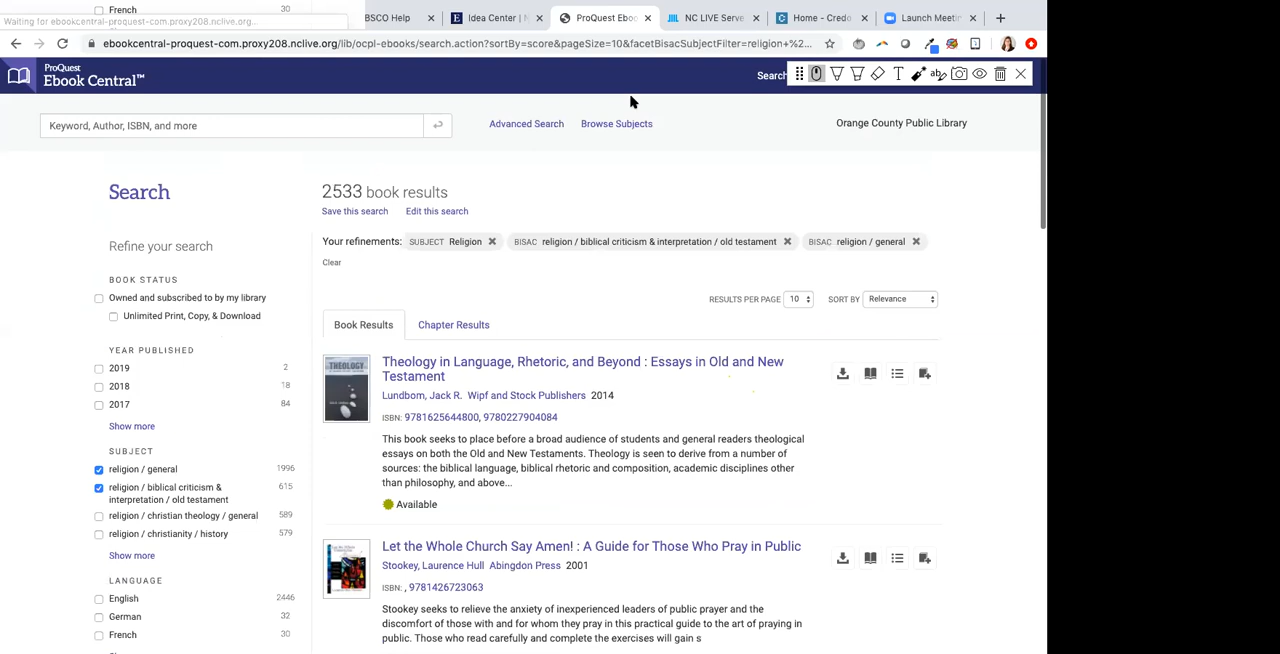 French 30
Waiting for ebookcentral-proquest-com.proxy208.nclive.org...
BSCO Help
Idea Center |
ProQuest Eboo
NC LIVE Serve
Home - Credo
Launch Meetin
ebookcentral-proquest-com.proxy208.nclive.org/lib/ocpl-ebooks/search.action?sortBy=score&pageSize=10&facetBisacSubjectFilter=religion+%2...
ProQuest
Ebook Central™
Search
T
ab
Keyword, Author, ISBN, and more
Advanced Search
Browse Subjects
Orange County Public Library
Search
2533 book results
Save this search
Edit this search
Refine your search
Your refinements: SUBJECT Religion
BISAC religion / biblical criticism & interpretation / old testament
BISAC religion / general
Clear
BOOK STATUS
Owned and subscribed to by my library
Unlimited Print, Copy, & Download
RESULTS PER PAGE 10
SORT BY Relevance
YEAR PUBLISHED
2019 2
2018 18
2017 84
Show more
SUBJECT
religion / general 1996
religion / biblical criticism & 615
interpretation / old testament
religion / christian theology / general 589
religion / christianity / history 579
Show more
LANGUAGE
English 2446
German 32
French 30
Book Results
Chapter Results
THEOLOGY
Theology in Language, Rhetoric, and Beyond : Essays in Old and New
Testament
Lundbom, Jack R. Wipf and Stock Publishers 2014
ISBN: 9781625644800, 9780227904084
This book seeks to place before a broad audience of students and general readers theological
essays on both the Old and New Testaments. Theology is seen to derive from a number of
sources: the biblical language, biblical rhetoric and composition, academic disciplines other
than philosophy, and above...
Available
Let the Whole Church Say Amen! : A Guide for Those Who Pray in Public
Stookey, Laurence Hull Abingdon Press 2001
ISBN: , 9781426723063
Stookey seeks to relieve the anxiety of inexperienced leaders of public prayer and the
discomfort of those with and for whom they pray in this practical guide to the art of praying in
public. Those who read carefully and complete the exercises will gain s